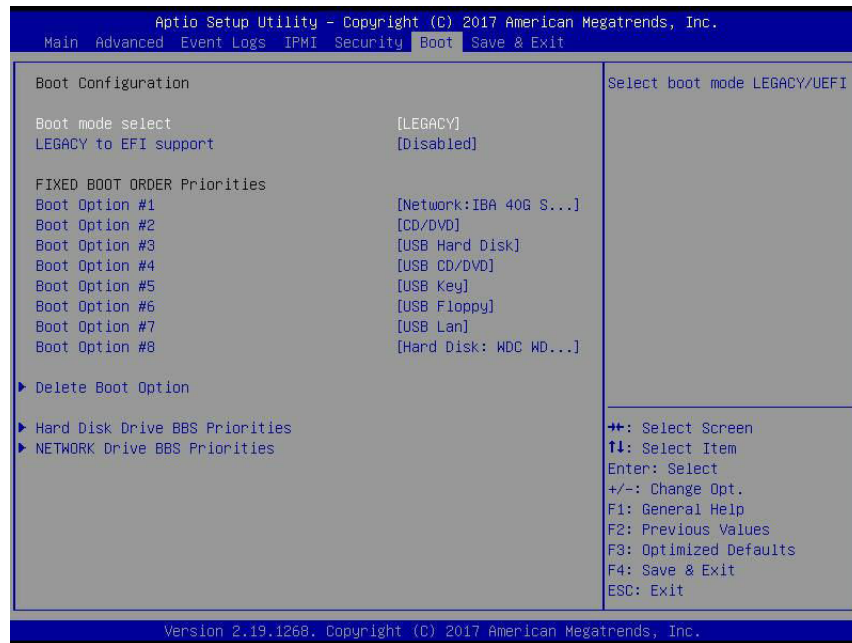 Aptio Setup Utility – Copyright (C) 2017 American Megatrends, Inc.
Main Advanced Event Logs IPMI Security Boot Save & Exit
Boot Configuration
Boot mode select [LEGACY]
LEGACY to EFI support [Disabled]
FIXED BOOT ORDER Priorities
Boot Option #1 [Network:IBA 40G S...]
Boot Option #2 [CD/DVD]
Boot Option #3 [USB Hard Disk]
Boot Option #4 [USB CD/DVD]
Boot Option #5 [USB Key]
Boot Option #6 [USB Floppy]
Boot Option #7 [USB Lan]
Boot Option #8 [Hard Disk: WDC WD...]
Delete Boot Option
Hard Disk Drive BBS Priorities
NETWORK Drive BBS Priorities
Select boot mode LEGACY/UEFI
→←: Select Screen
↑↓: Select Item
Enter: Select
+/-: Change Opt.
F1: General Help
F2: Previous Values
F3: Optimized Defaults
F4: Save & Exit
ESC: Exit
Version 2.19.1268. Copyright (C) 2017 American Megatrends, Inc.